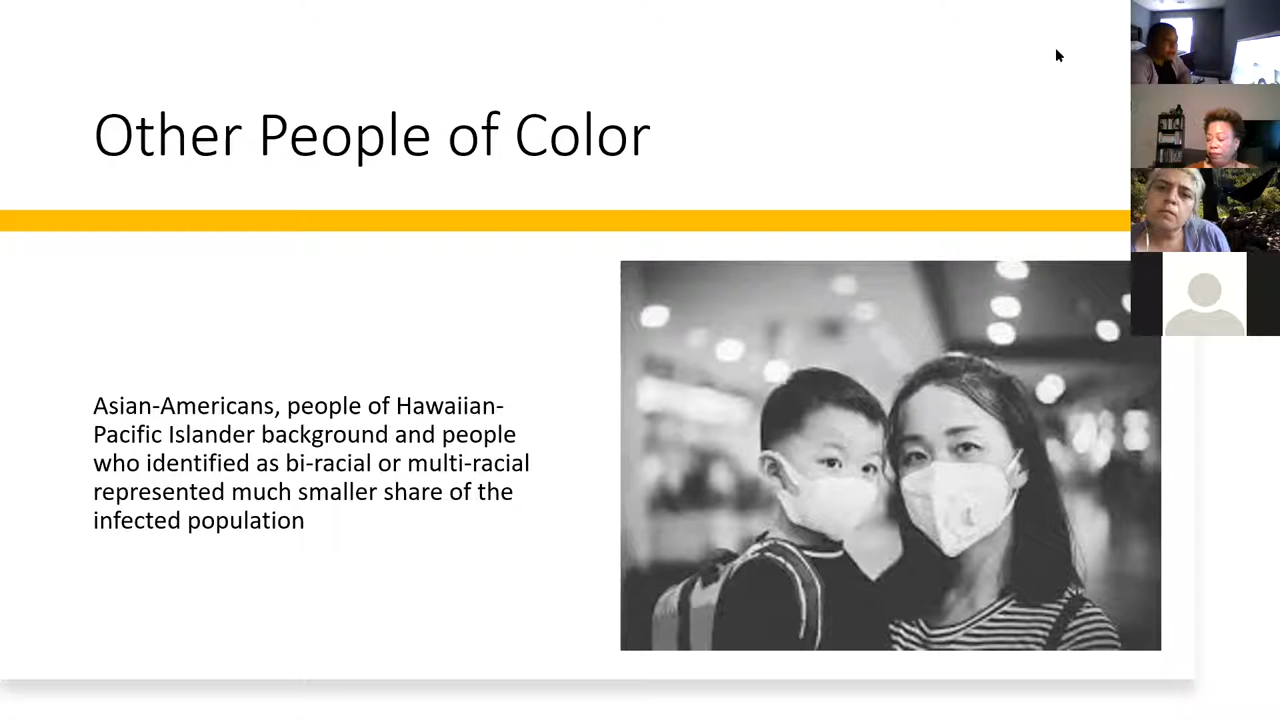 Other People of Color
Asian-Americans, people of Hawaiian-
Pacific Islander background and people
who identified as bi-racial or multi-racial
represented much smaller share of the
infected population